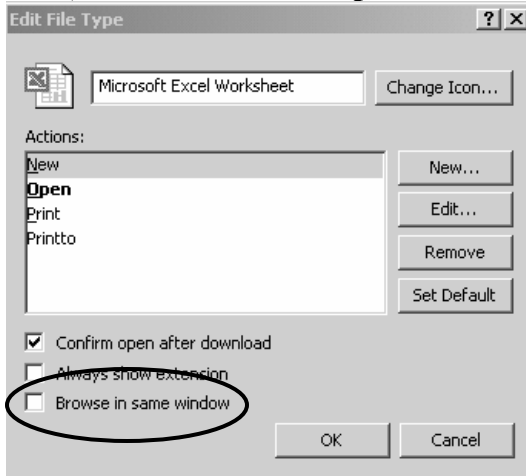 Edit File Type
? X
Microsoft Excel Worksheet
Change Icon...
Actions:
New
Open
Print
Printto
New...
Edit...
Remove
Set Default
Confirm open after download
Always show extension
Browse in same window
OK
Cancel